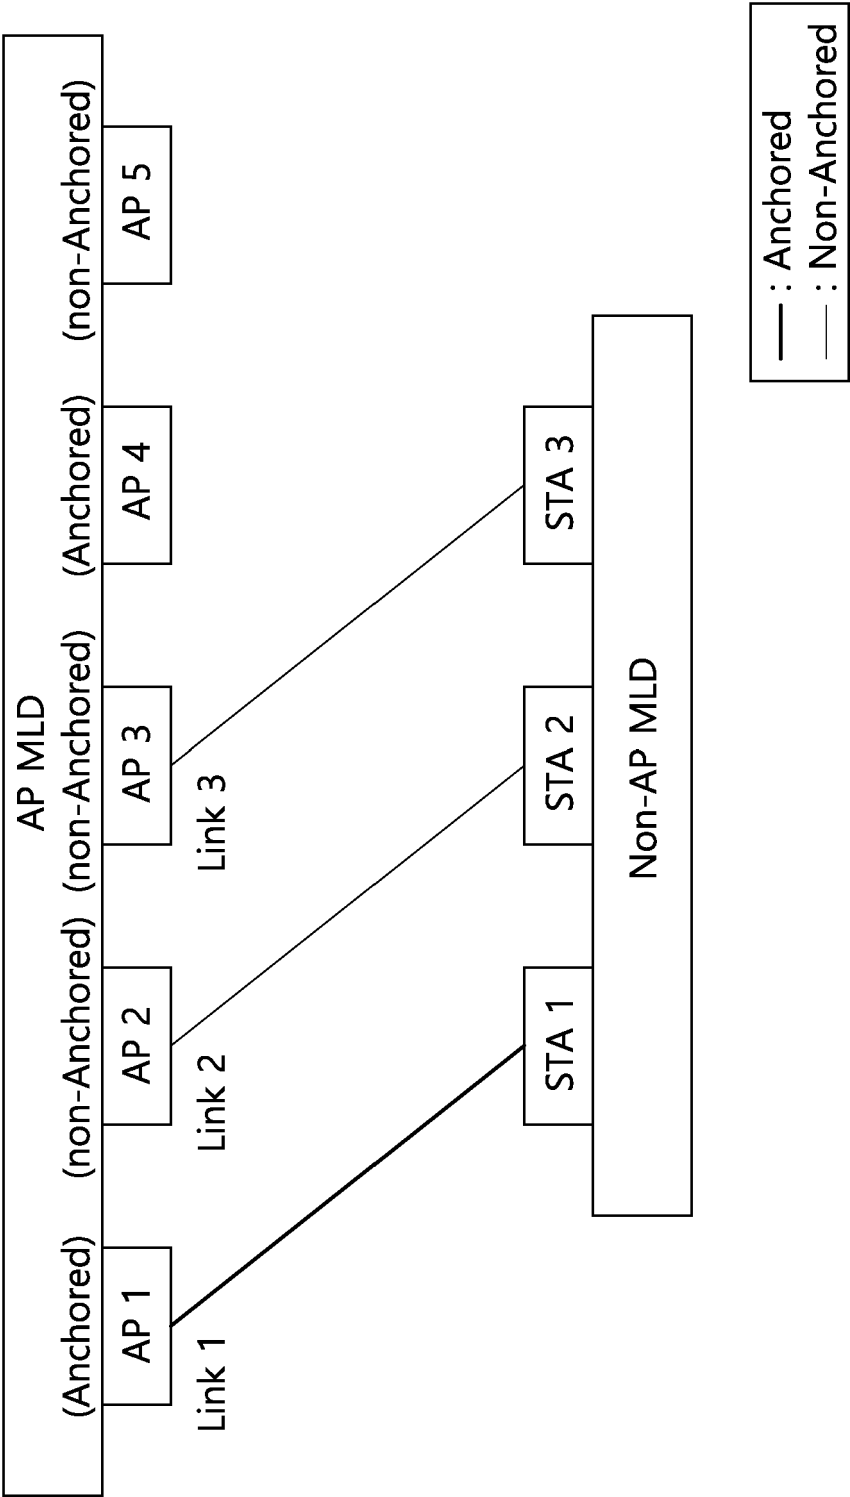 AP MLD
(Anchored)
(non-Anchored)
(non-Anchored)
(Anchored)
(non-Anchored)
AP 1
AP 2
AP 3
AP 4
AP 5
Link 1
Link 2
Link 3
STA 1
STA 2
STA 3
Non-AP MLD
: Anchored
: Non-Anchored